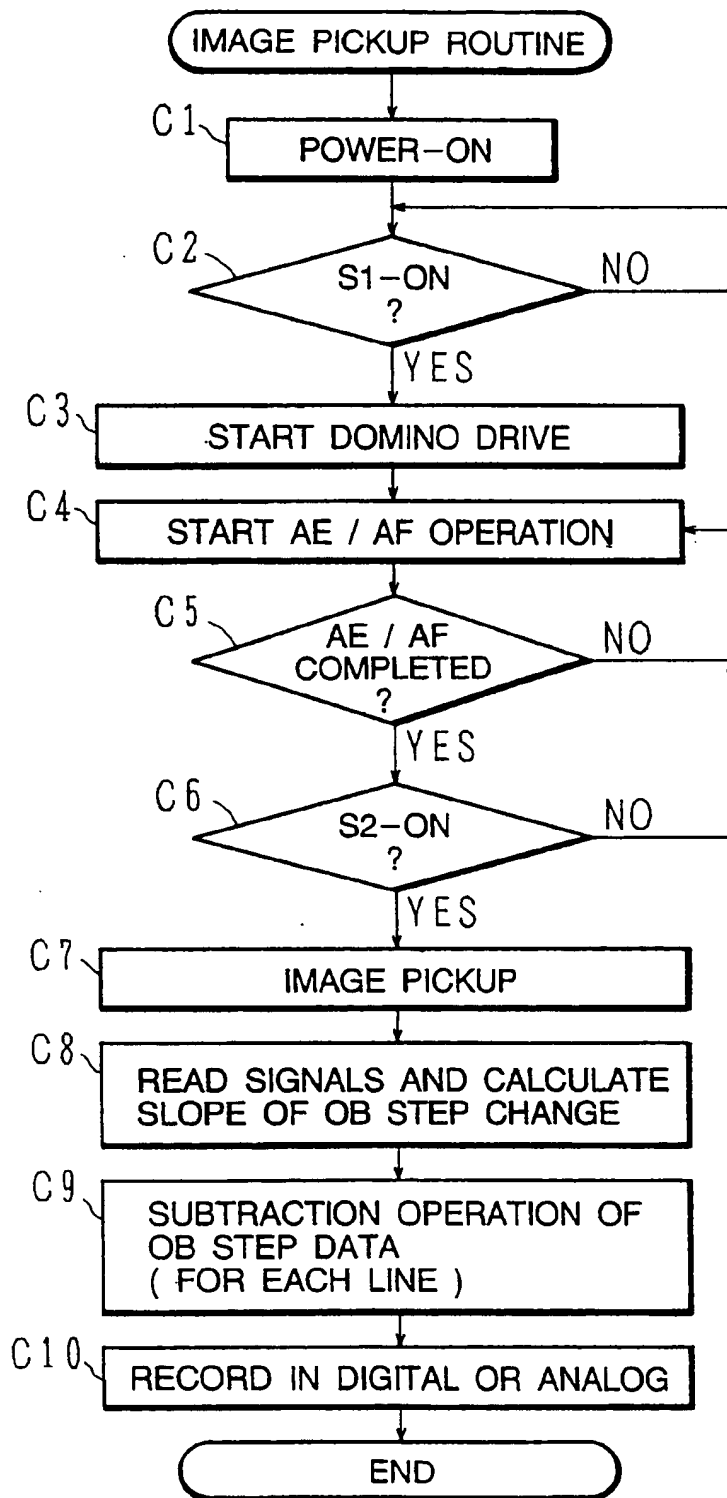 IMAGE PICKUP ROUTINE
C1
POWER-ON
C2
S1-ON
?
NO
YES
C3
START DOMINO DRIVE
C4
START AE / AF OPERATION
C5
AE / AF
COMPLETED
?
NO
YES
C6
S2-ON
?
NO
YES
C7
IMAGE PICKUP
C8
READ SIGNALS AND CALCULATE
SLOPE OF OB STEP CHANGE
C9
SUBTRACTION OPERATION OF
OB STEP DATA
( FOR EACH LINE )
C10
RECORD IN DIGITAL OR ANALOG
END